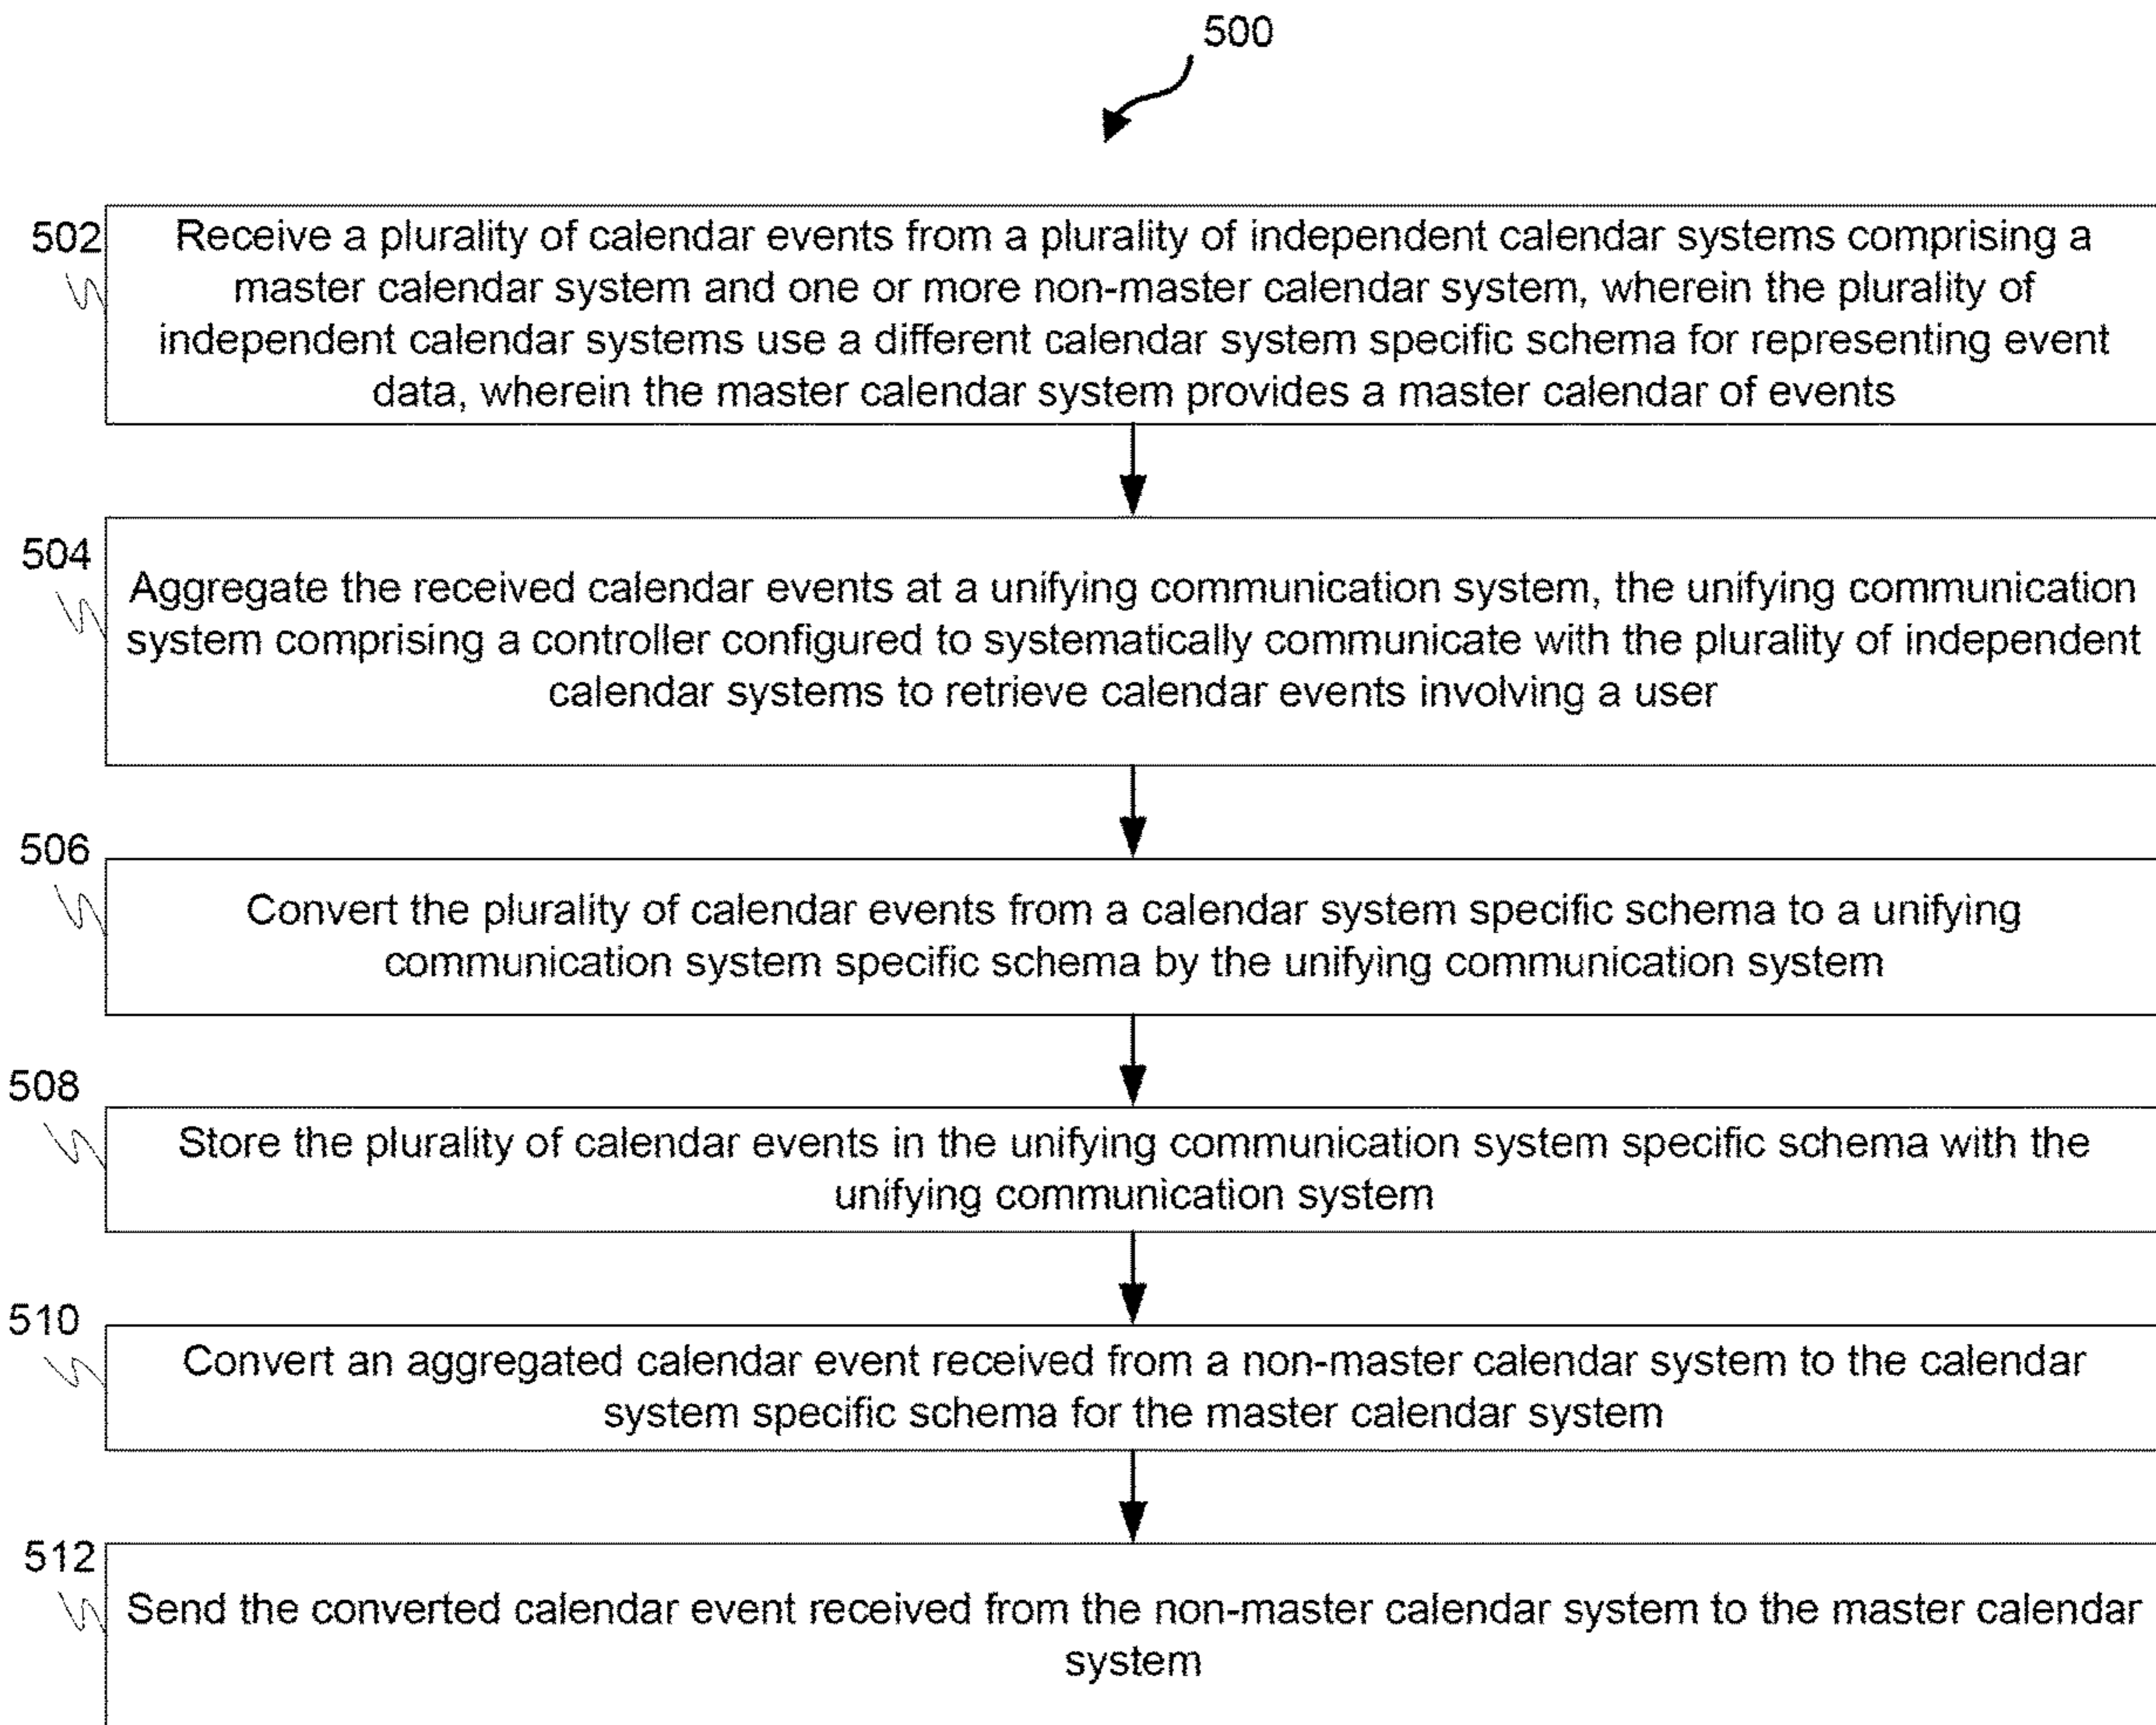 500
502
Receive a plurality of calendar events from a plurality of independent calendar systems comprising a
master calendar system and one or more non-master calendar system, wherein the plurality of
independent calendar systems use a different calendar system specific schema for representing event
data, wherein the master calendar system provides a master calendar of events
504
Aggregate the received calendar events at a unifying communication system, the unifying communication
system comprising a controller configured to systematically communicate with the plurality of independent
calendar systems to retrieve calendar events involving a user
506
Convert the plurality of calendar events from a calendar system specific schema to a unifying
communication system specific schema by the unifying communication system
508
Store the plurality of calendar events in the unifying communication system specific schema with the
unifying communication system
510
Convert an aggregated calendar event received from a non-master calendar system to the calendar
system specific schema for the master calendar system
512
Send the converted calendar event received from the non-master calendar system to the master calendar
system